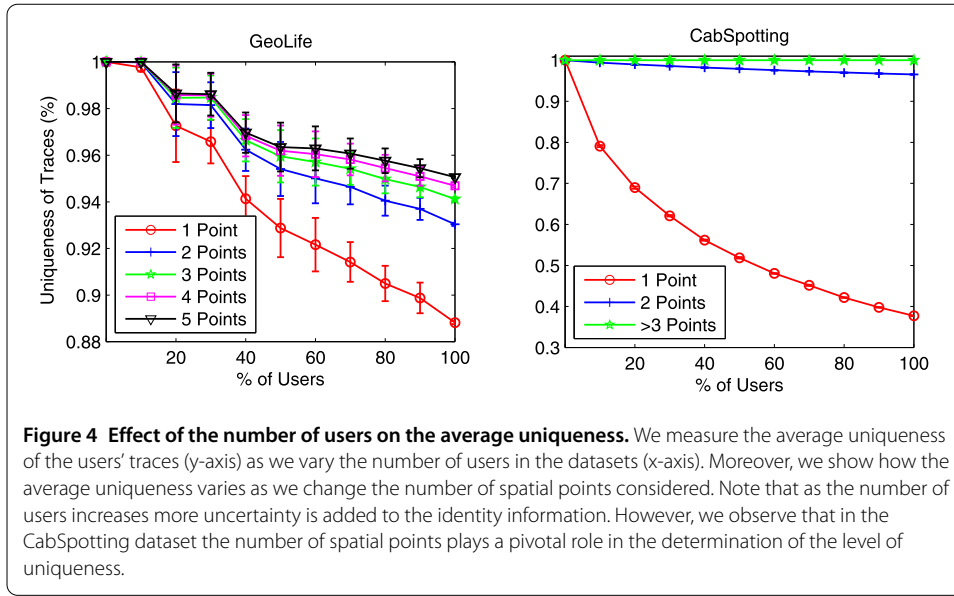 GeoLife
Uniqueness of Traces (%)
1
0.98
0.96
0.94
0.92
0.9
0.88
1 Point
2 Points
3 Points
4 Points
5 Points
20 40 60 80 100
% of Users
CabSpotting
1
0.9
0.8
0.7
0.6
0.5
0.4
0.3
1 Point
2 Points
>3 Points
0 20 40 60 80 100
% of Users
Figure 4 Effect of the number of users on the average uniqueness. We measure the average uniqueness
of the users' traces (y-axis) as we vary the number of users in the datasets (x-axis). Moreover, we show how the
average uniqueness varies as we change the number of spatial points considered. Note that as the number of
users increases more uncertainty is added to the identity information. However, we observe that in the
CabSpotting dataset the number of spatial points plays a pivotal role in the determination of the level of
uniqueness.